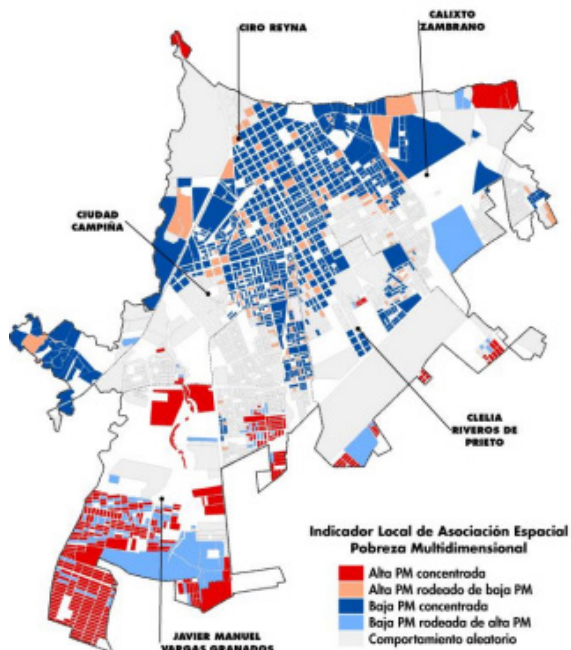 CIRO REYNA
CALIXTO
ZAMBRANO
CIUDAD
CAMPIÑA
CLELIA
RIVEROS DE
PRIETO
JAVIER MANUEL
VARGAS GRANADOS
Indicador Local de Asociación Espacial
Pobreza Multidimensional
Alta PM concentrada
Alta PM rodeado de baja PM
Baja PM concentrada
Baja PM rodeada de alta PM
Comportamiento aleatorio